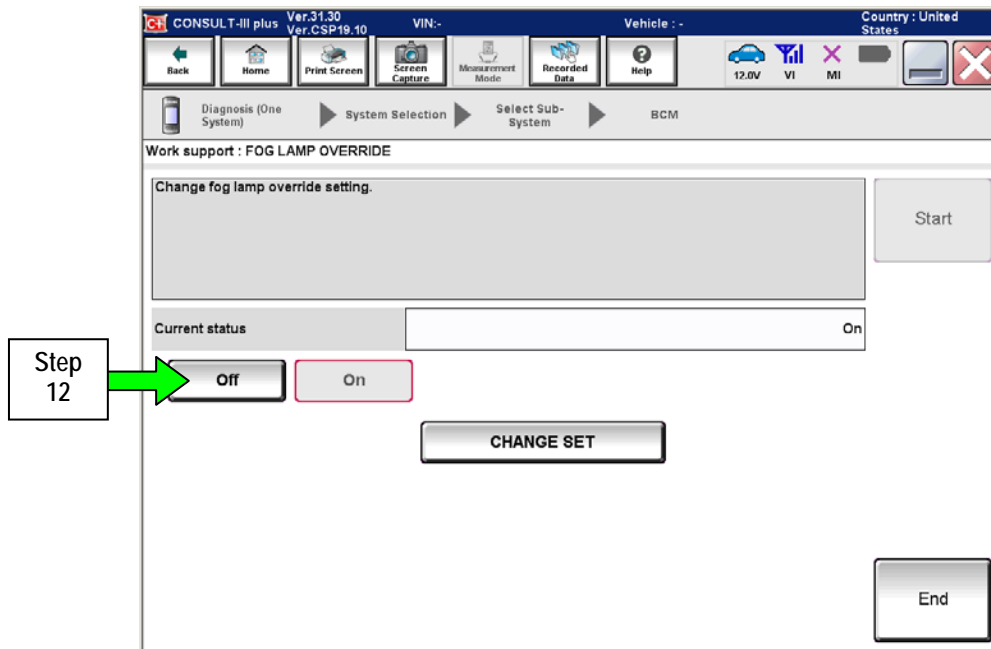 CONSULT-III plus Ver.31.30 VIN:- Vehicle : - Country : United
Ver.CSP19.10 States
Back Home Print Screen Screen Capture Measurement Mode Recorded Data Help 12.0V VI MI
Diagnosis (One System) System Selection Select Sub-System BCM
Work support : FOG LAMP OVERRIDE
Change fog lamp override setting.
Start
Current status On
Step
12
Off On
CHANGE SET
End